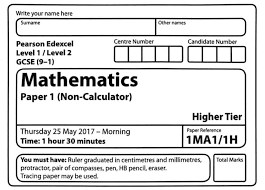 Write your name here
Surname
Other names
Pearson Edexcel
Level 1 / Level 2
GCSE (9–1)
Centre Number
Candidate Number
Mathematics
Paper 1 (Non-Calculator)
Higher Tier
Thursday 25 May 2017 – Morning
Time: 1 hour 30 minutes
Paper Reference
1MA1/1H
You must have: Ruler graduated in centimetres and millimetres,
protractor, pair of compasses, pen, HB pencil, eraser.
Tracing paper may be used.
Total Marks